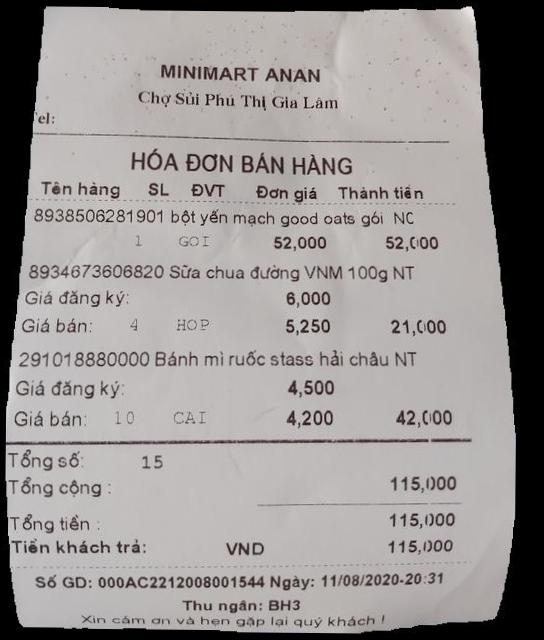 MINIMART ANAN
Chợ Sủi Phú Thị Gia Lâm
el:
HÓA ĐƠN BÁN HÀNG
Tên hàng SL ĐVT Đơn giá Thành tiền
8938506281901 bột yến mạch good oats gói NC
1 GOI 52,000 52,000
8934673606820 Sữa chua đường VNM 100g NT
Giá đăng ký: 6,000
Giá bán: 4 HOP 5,250 21,000
291018880000 Bánh mì ruốc stass hải châu NT
Giá đăng ký: 4,500
Giá bán: 10 CAI 4,200 42,000
Tổng số: 15
Tổng cộng : 115,000
Tổng tiền : 115,000
Tiền khách trả: VND 115,000
Số GD: 000AC2212008001544 Ngày: 11/08/2020-20:31
Thu ngân: BH3
Xin cám ơn và hẹn gặp lại quý khách !